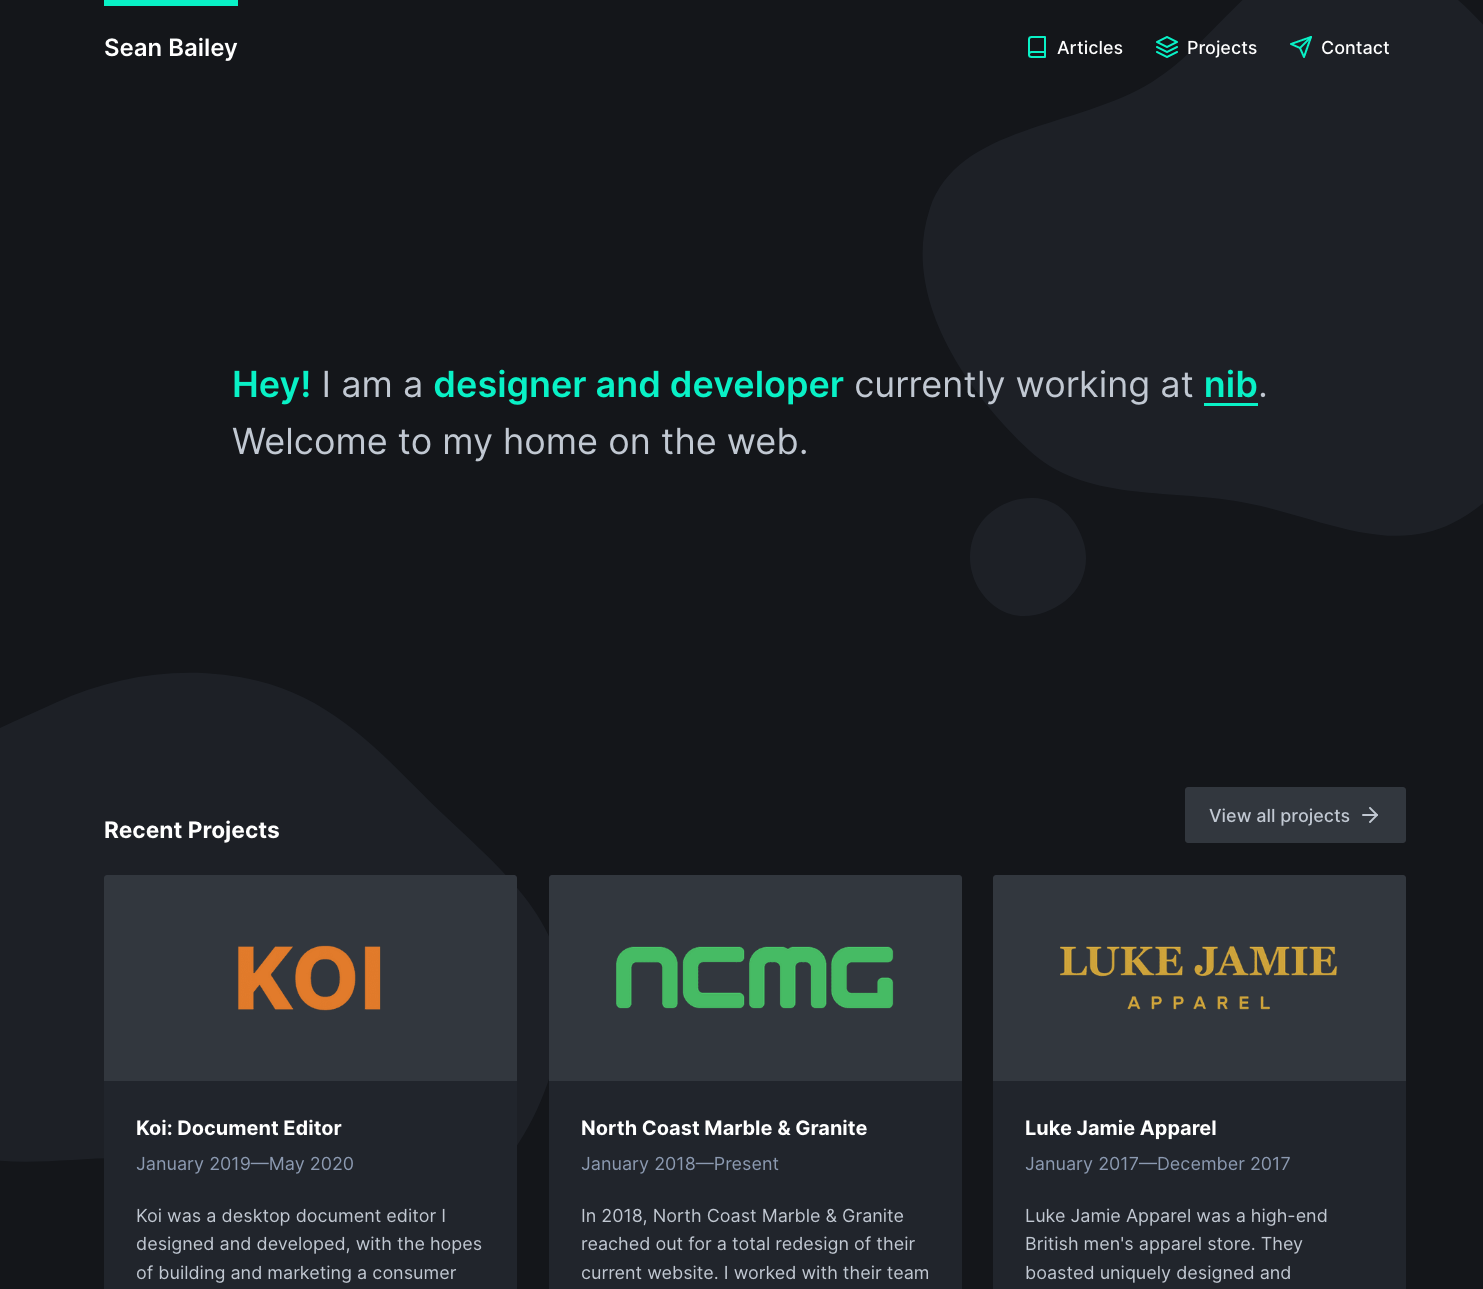 Sean Bailey
Articles
Projects
Contact
Hey! I am a designer and developer currently working at nib.
Welcome to my home on the web.
Recent Projects
View all projects
KOI
Koi: Document Editor
January 2019—May 2020
Koi was a desktop document editor I
designed and developed, with the hopes
of building and marketing a consumer
ncmg
North Coast Marble & Granite
January 2018—Present
In 2018, North Coast Marble & Granite
reached out for a total redesign of their
current website. I worked with their team
LUKE JAMIE
APPAREL
Luke Jamie Apparel
January 2017—December 2017
Luke Jamie Apparel was a high-end
British men's apparel store. They
boasted uniquely designed and